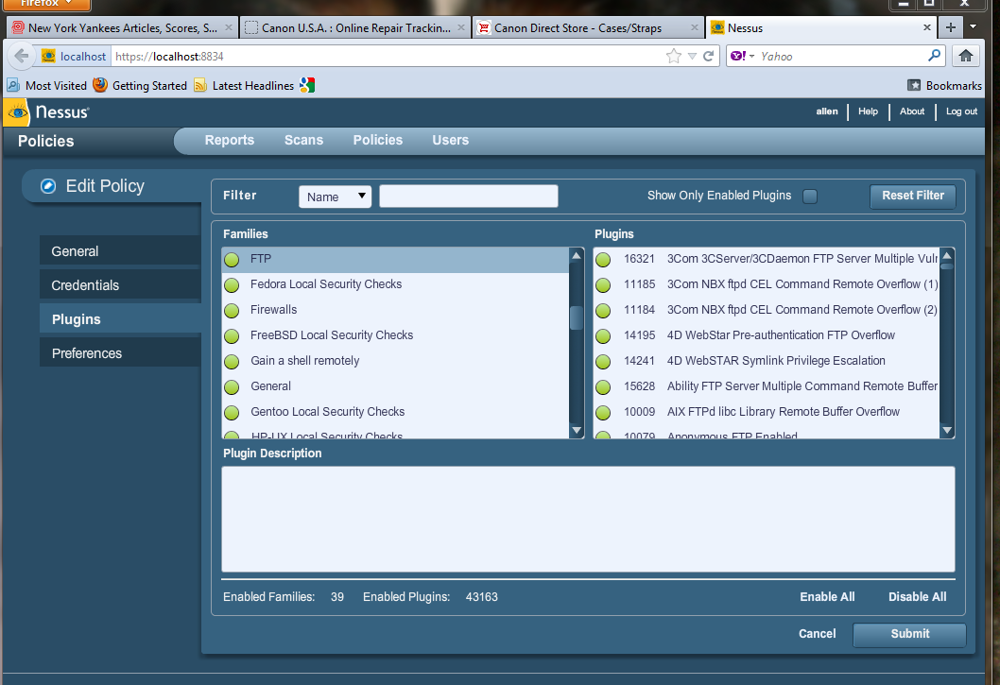 Firefox
New York Yankees Articles, Scores, S...
Canon U.S.A. : Online Repair Trackin...
Canon Direct Store - Cases/Straps
Nessus
localhost
https://localhost:8834
Yahoo
Most Visited
Getting Started
Latest Headlines
Bookmarks
Nessus
allen
Help
About
Log out
Policies
Reports
Scans
Policies
Users
Edit Policy
General
Credentials
Plugins
Preferences
Filter
Name
Show Only Enabled Plugins
Reset Filter
Families
FTP
Fedora Local Security Checks
Firewalls
FreeBSD Local Security Checks
Gain a shell remotely
General
Gentoo Local Security Checks
HP-UX Local Security Checks
Plugins
16321 3Com 3CServer/3CDaemon FTP Server Multiple Vulr
11185 3Com NBX ftpd CEL Command Remote Overflow (1)
11184 3Com NBX ftpd CEL Command Remote Overflow (2)
14195 4D WebStar Pre-authentication FTP Overflow
14241 4D WebSTAR Symlink Privilege Escalation
15628 Ability FTP Server Multiple Command Remote Buffer
10009 AIX FTPd libc Library Remote Buffer Overflow
10079 Anonymous FTP Enabled
Plugin Description
Enabled Families: 39 Enabled Plugins: 43163
Enable All
Disable All
Cancel
Submit